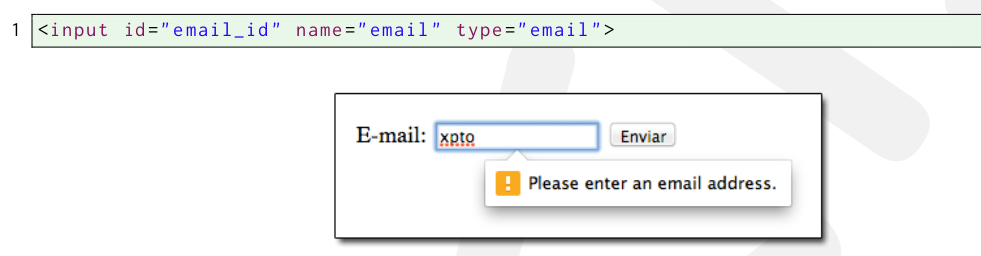 1 <input id="email_id" name="email" type="email">
E-mail: xpto Enviar
! Please enter an email address.